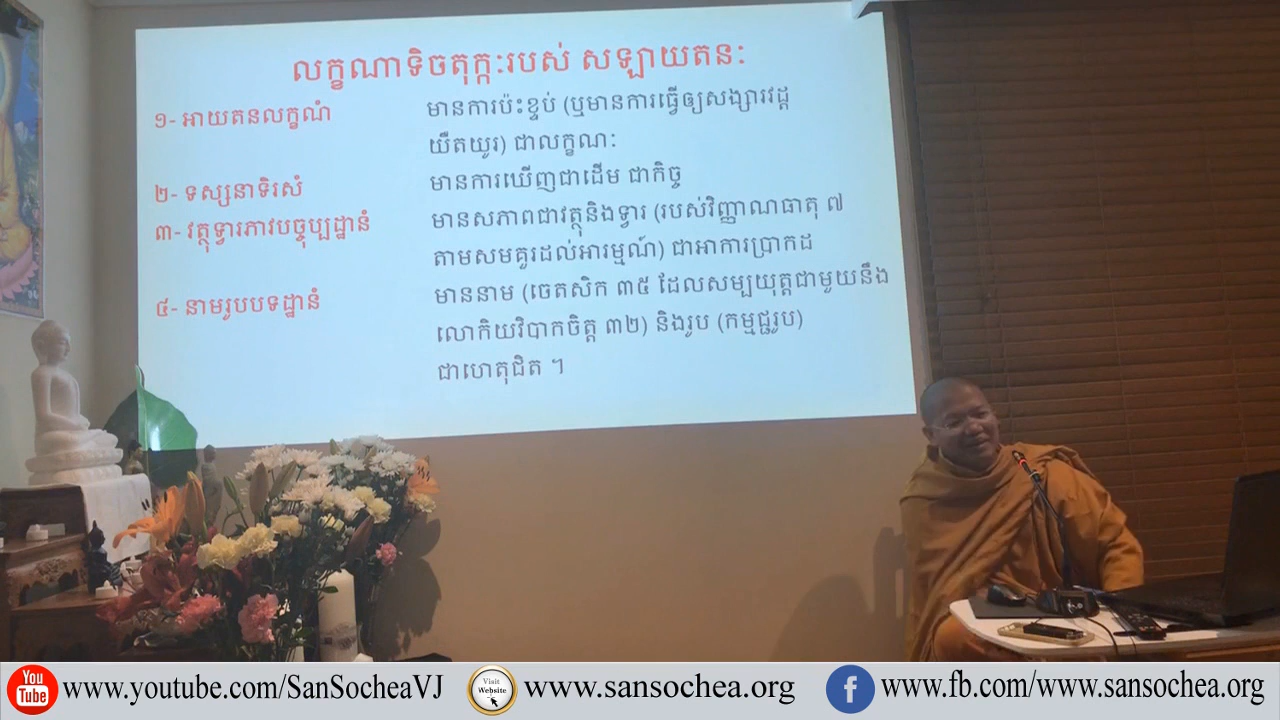 លក្ខណាទិចតុក្កៈរបស់ សឡាយតនៈ
១- អាយតនលក្ខណំ មានការប៉ះខ្ទប់ (ឬមានការធ្វើឲ្យសង្សារវដ្ត
យឺតយូរ) ជាលក្ខណៈ
២- ទស្សនាទិរសំ មានការឃើញជាដើម ជាកិច្ច
៣- វត្ថុទ្វារភាវបច្ចុប្បដ្ឋានំ មានសភាពជាវត្ថុនិងទ្វារ (របស់វិញ្ញាណធាតុ ៧
តាមសមគួរដល់អារម្មណ៍) ជាអាការប្រាកដ
៤- នាមរូបបទដ្ឋានំ មាននាម (ចេតសិក ៣៥ ដែលសម្បយុត្តជាមួយនឹង
លោកិយវិបាកចិត្ត ៣២) និងរូប (កម្មជ្ជរូប)
ជាហេតុជិត ។
You Tube www.youtube.com/SanSocheaVJ Visit Website www.sansochea.org f www.fb.com/www.sansochea.org